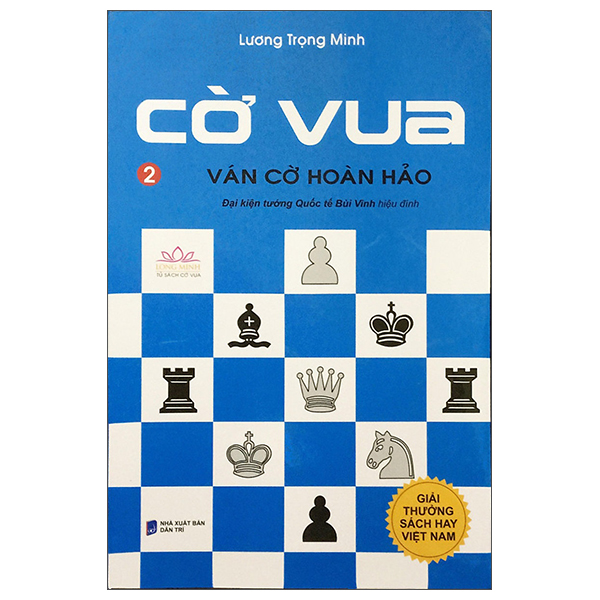 Lương Trọng Minh
CỜ VUA
2
VÁN CỜ HOÀN HẢO
Đại kiện tướng Quốc tế Bùi Vinh hiệu đính
LONG MINH
TỦ SÁCH CỜ VUA
GIẢI
THƯỞNG
SÁCH HAY
VIỆT NAM
NHÀ XUẤT BẢN
DÂN TRÍ